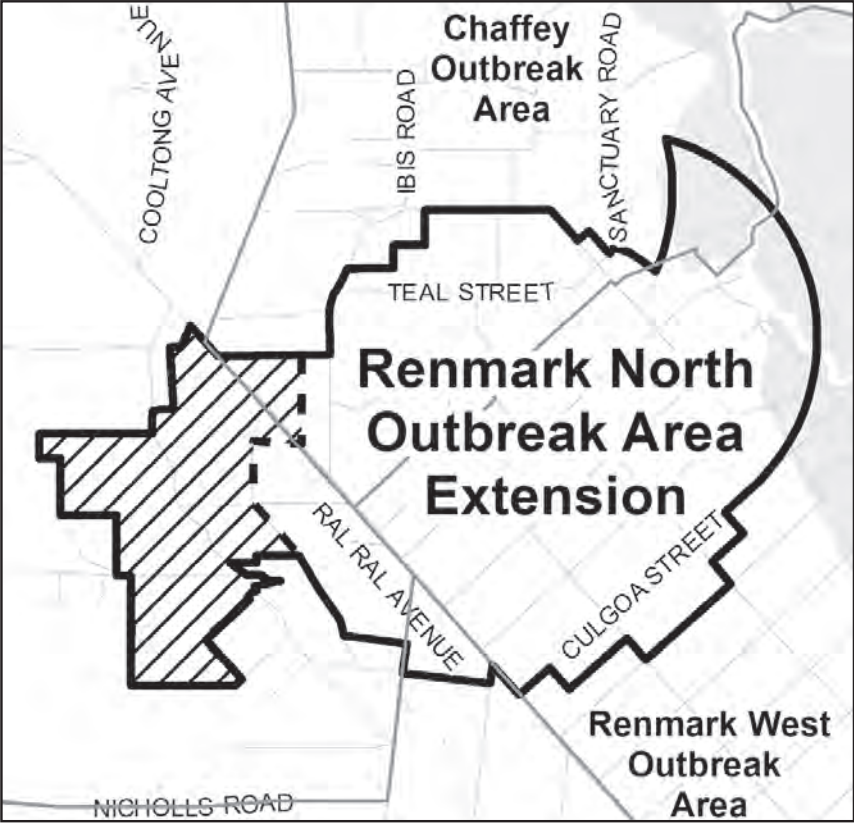 Chaffey
Outbreak
Area
COOLTONG AVENUE
IBIS ROAD
SANCTUARY ROAD
TEAL STREET
Renmark North
Outbreak Area
Extension
RAL RAL AVENUE
CULGOA STREET
Renmark West
Outbreak
Area
NICHOLLS ROAD